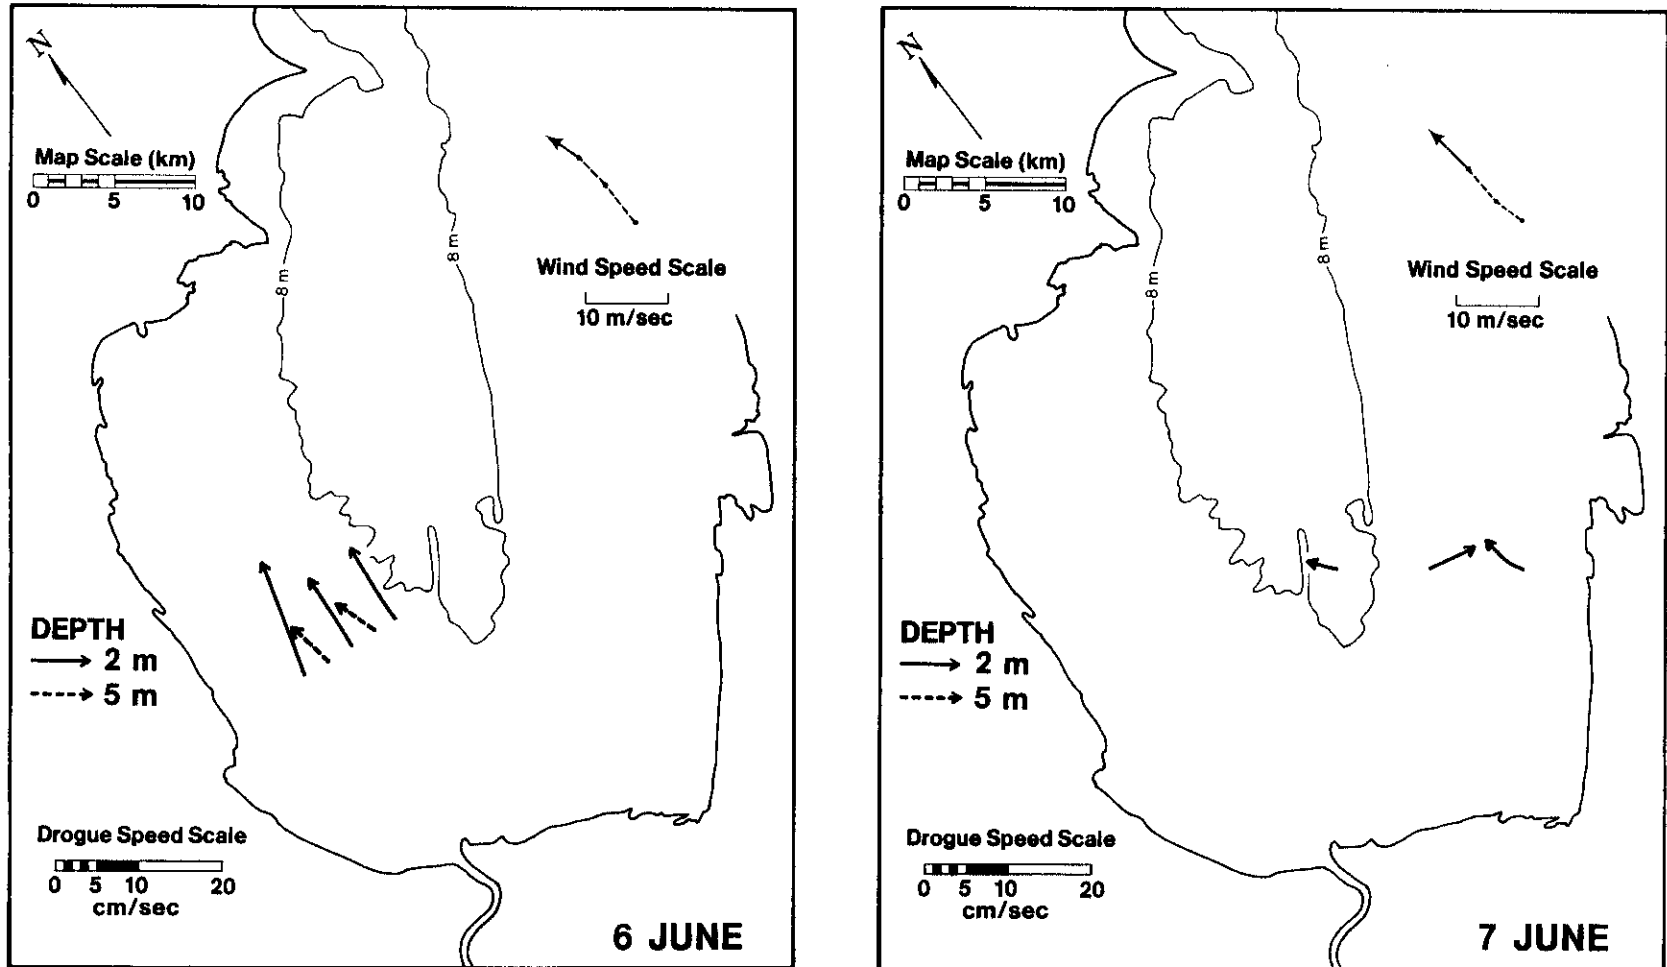 N
Map Scale (km)
0 5 10
8 m
8 m
Wind Speed Scale
10 m/sec
DEPTH
2 m
5 m
Drogue Speed Scale
0 5 10 20
cm/sec
6 JUNE
N
Map Scale (km)
0 5 10
8 m
8 m
Wind Speed Scale
10 m/sec
DEPTH
2 m
5 m
Drogue Speed Scale
0 5 10 20
cm/sec
7 JUNE